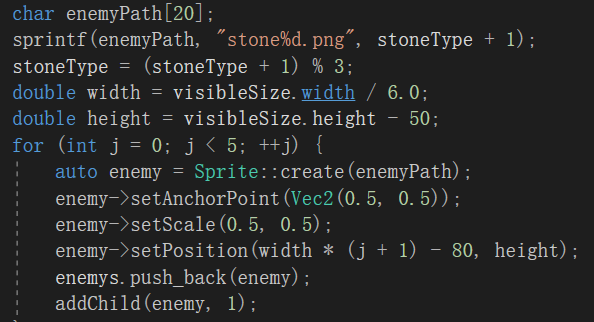 char enemyPath[20];
sprintf(enemyPath, "stone%d.png", stoneType + 1);
stoneType = (stoneType + 1) % 3;
double width = visibleSize.width / 6.0;
double height = visibleSize.height - 50;
for (int j = 0; j < 5; ++j) {
    auto enemy = Sprite::create(enemyPath);
    enemy->setAnchorPoint(Vec2(0.5, 0.5));
    enemy->setScale(0.5, 0.5);
    enemy->setPosition(width * (j + 1) - 80, height);
    enemys.push_back(enemy);
    addChild(enemy, 1);